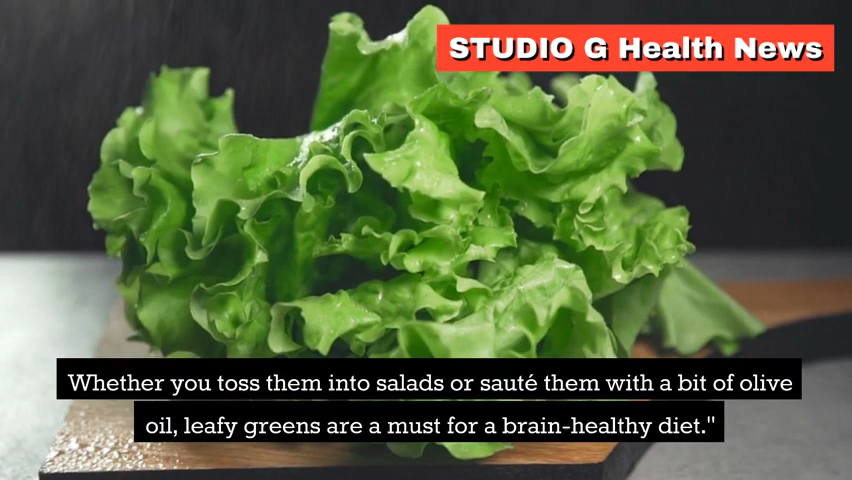 STUDIO G Health News
Whether you toss them into salads or sauté them with a bit of olive
oil, leafy greens are a must for a brain-healthy diet."